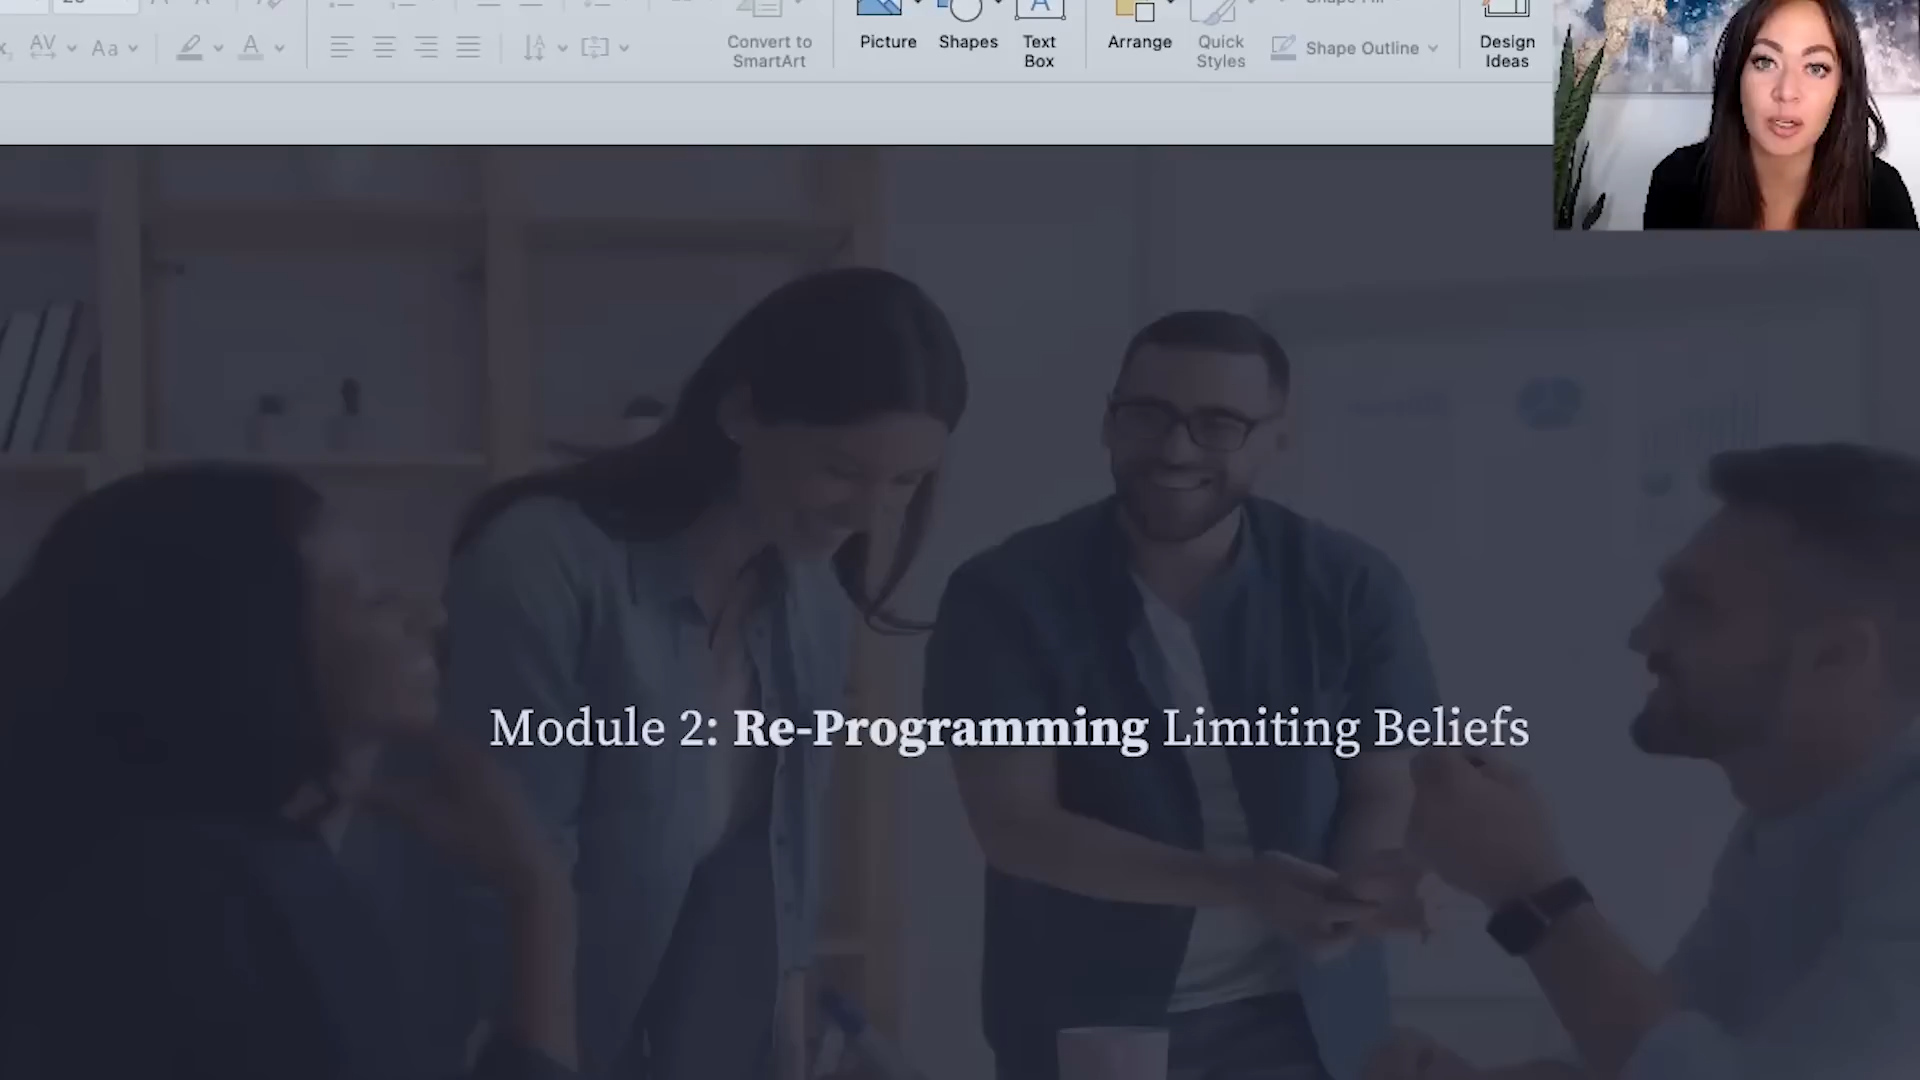 Aa
A
Convert to
SmartArt
Picture
Shapes
Text
Box
Arrange
Quick
Styles
Shape Outline
Design
Ideas
Module 2: Re-Programming Limiting Beliefs